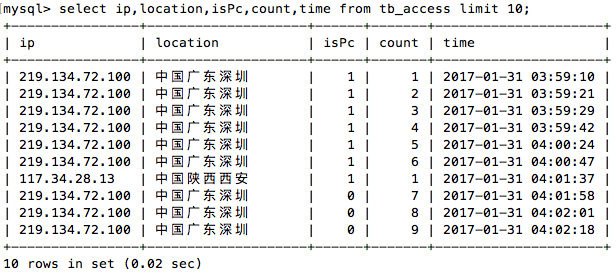 [mysql> select ip,location,isPc,count,time from tb_access limit 10;
+----------------+--------------------+------+-------+---------------------+
| ip             | location           | isPc | count | time                |
+----------------+--------------------+------+-------+---------------------+
| 219.134.72.100 | 中国广东深圳       |    1 |     1 | 2017-01-31 03:59:10 |
| 219.134.72.100 | 中国广东深圳       |    1 |     2 | 2017-01-31 03:59:21 |
| 219.134.72.100 | 中国广东深圳       |    1 |     3 | 2017-01-31 03:59:29 |
| 219.134.72.100 | 中国广东深圳       |    1 |     4 | 2017-01-31 03:59:42 |
| 219.134.72.100 | 中国广东深圳       |    1 |     5 | 2017-01-31 04:00:24 |
| 219.134.72.100 | 中国广东深圳       |    1 |     6 | 2017-01-31 04:00:47 |
| 117.34.28.13   | 中国陕西西安       |    1 |     1 | 2017-01-31 04:01:37 |
| 219.134.72.100 | 中国广东深圳       |    0 |     7 | 2017-01-31 04:01:58 |
| 219.134.72.100 | 中国广东深圳       |    0 |     8 | 2017-01-31 04:02:01 |
| 219.134.72.100 | 中国广东深圳       |    0 |     9 | 2017-01-31 04:02:18 |
+----------------+--------------------+------+-------+---------------------+
10 rows in set (0.02 sec)